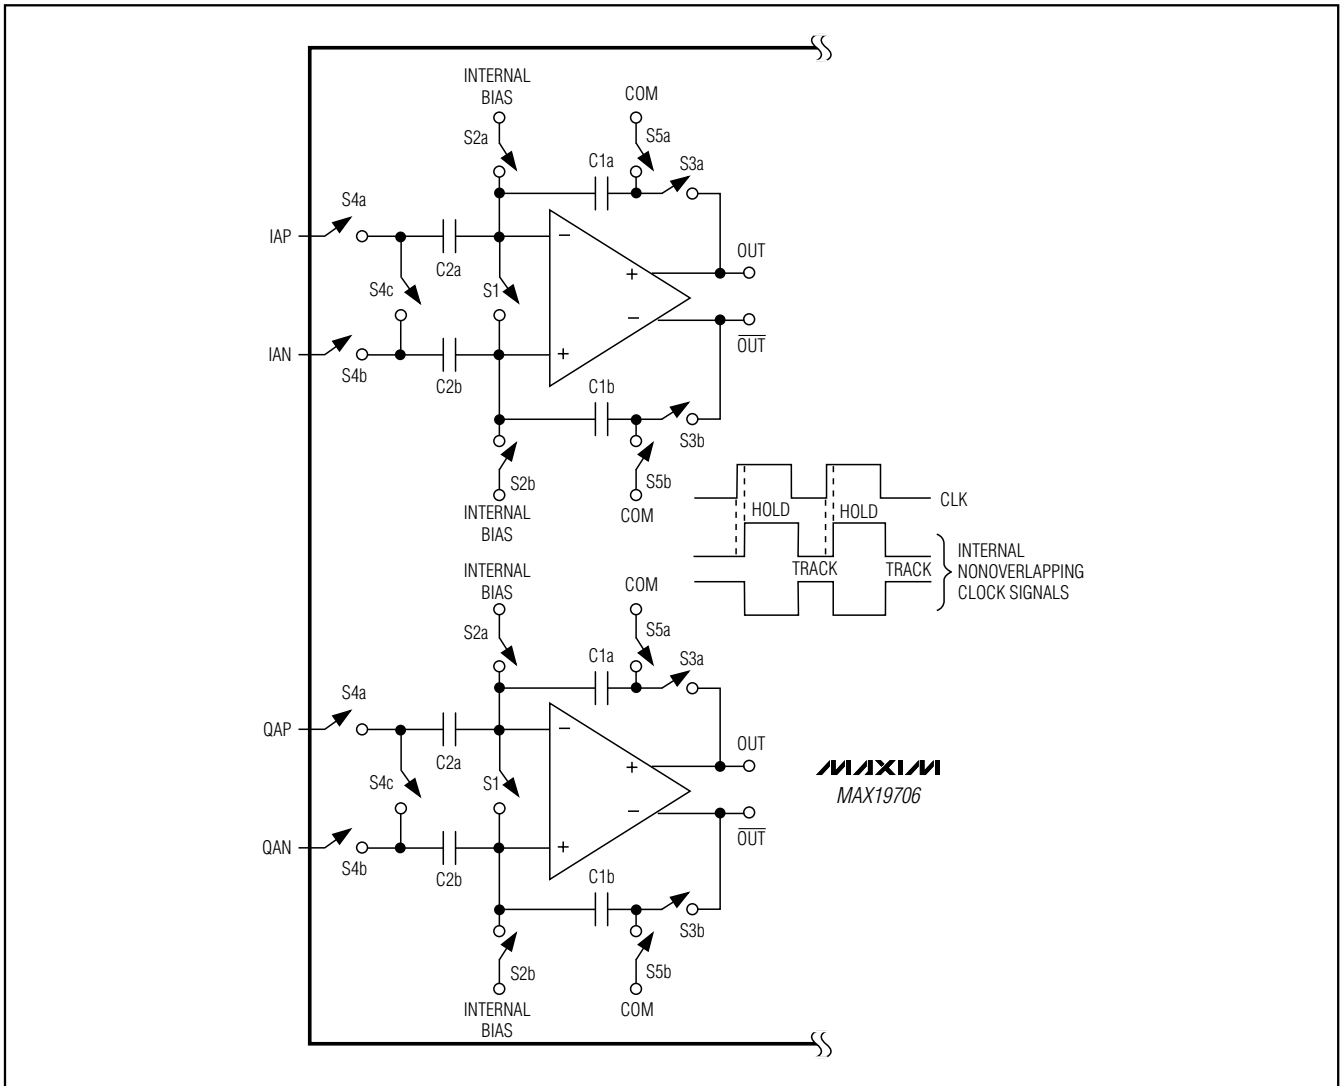 INTERNAL
BIAS
COM
S2a
S5a
C1a
S3a
S4a
IAP
−
OUT
C2a
+
S4c
S1
−
IAN
OUT
+
S4b
C2b
C1b
S3b
S2b
S5b
INTERNAL
BIAS
COM
CLK
HOLD
HOLD
TRACK
TRACK
INTERNAL
NONOVERLAPPING
CLOCK SIGNALS
INTERNAL
BIAS
COM
S2a
S5a
C1a
S3a
S4a
QAP
−
OUT
C2a
+
S4c
S1
−
QAN
OUT
+
S4b
C2b
C1b
S3b
S2b
S5b
INTERNAL
BIAS
COM
MAXIM
MAX19706